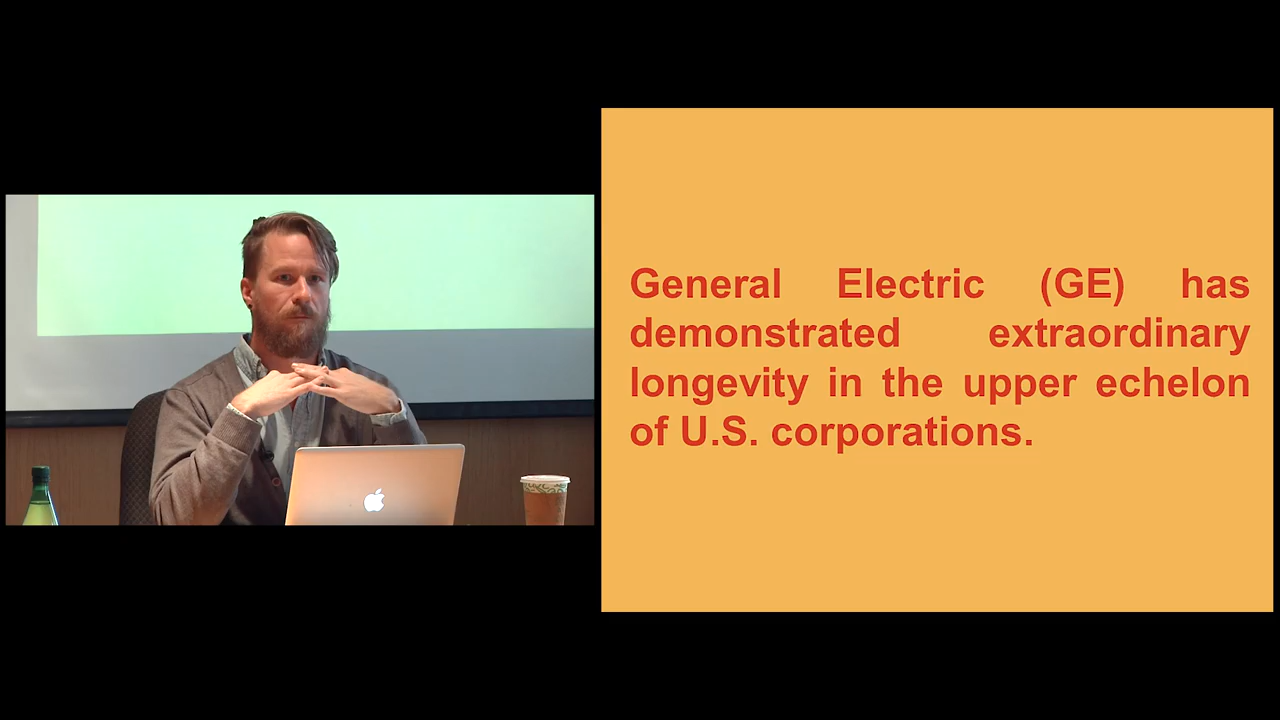 General Electric (GE) has
demonstrated extraordinary
longevity in the upper echelon
of U.S. corporations.